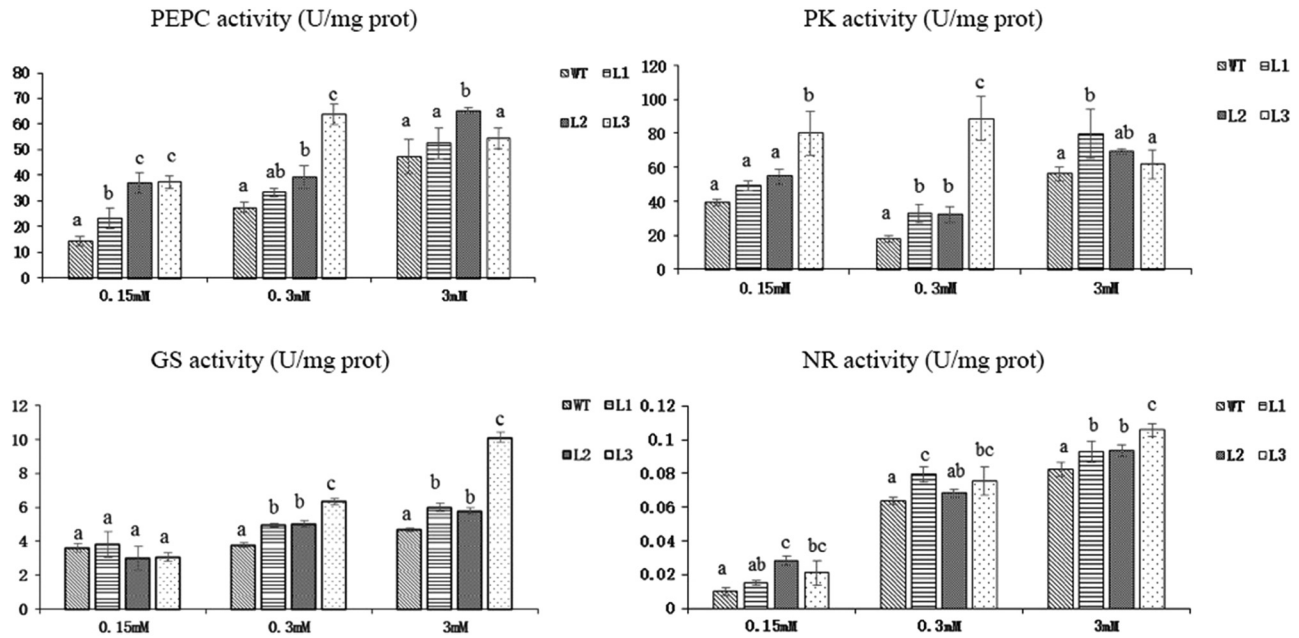 PEPC activity (U/mg prot)
80
70
60
50
40
30
20
10
0
a
b
c
c
a
ab
b
c
a
a
b
a
0.15mM
0.3mM
3mM
WT L1
L2 L3
PK activity (U/mg prot)
120
100
80
60
40
20
0
a
a
a
b
a
b
b
c
a
b
ab
a
0.15mM
0.3mM
3mM
WT L1
L2 L3
GS activity (U/mg prot)
12
10
8
6
4
2
0
a
a
a
a
a
b
b
c
a
b
b
c
0.15mM
0.3mM
3mM
WT L1
L2 L3
NR activity (U/mg prot)
0.12
0.1
0.08
0.06
0.04
0.02
0
a
ab
c
bc
a
c
ab
bc
a
b
b
c
0.15mM
0.3mM
3mM
WT L1
L2 L3